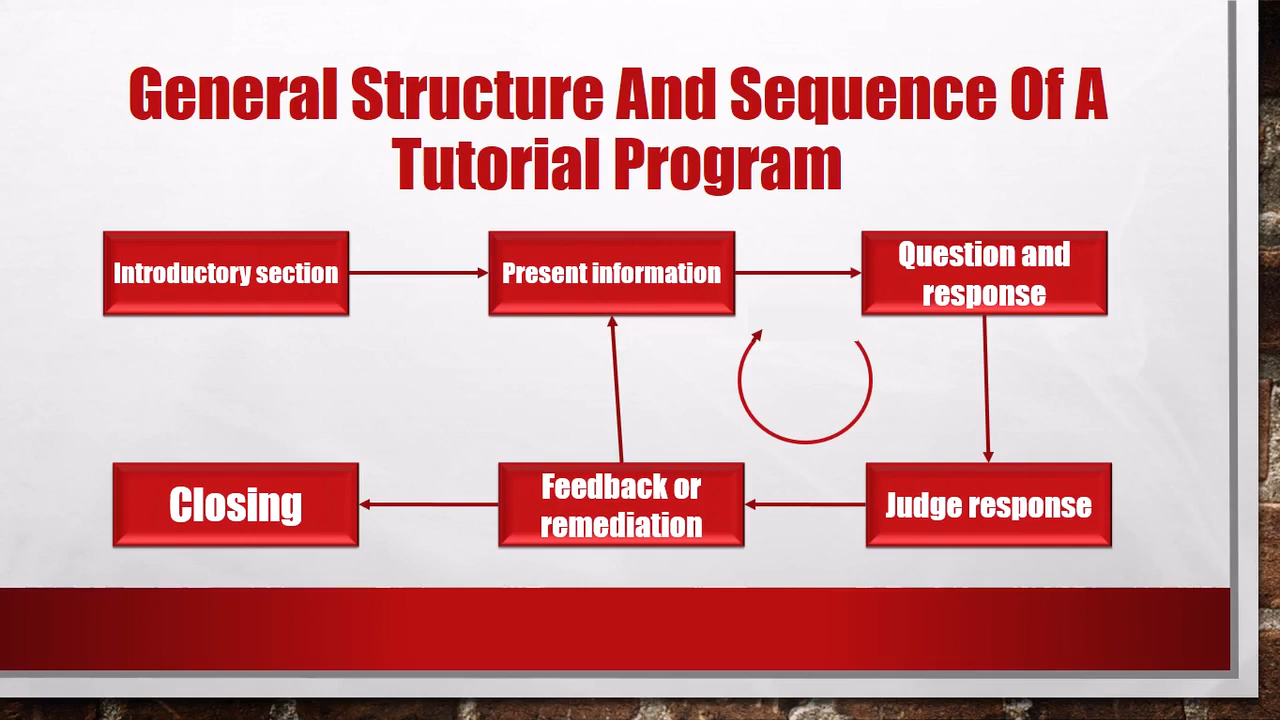 General Structure And Sequence Of A
Tutorial Program
Introductory section
Present information
Question and
response
Closing
Feedback or
remediation
Judge response